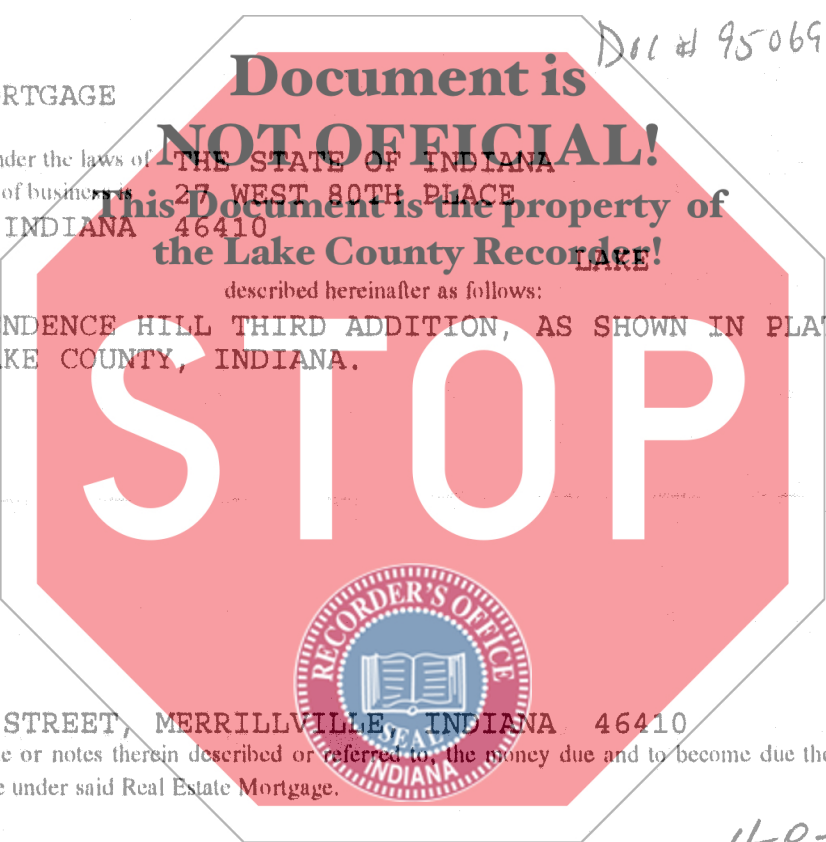 Doc # 95069
Document is
RTGAGE
NOT OFFICIAL!
nder the laws of THE STATE OF INDIANA
of business is 27 WEST 80TH PLACE
This Document is the property of
INDIANA 46410
the Lake County Recorder!
LAKE
described hereinafter as follows:
NDENCE HILL THIRD ADDITION, AS SHOWN IN PLAT
KE COUNTY, INDIANA.
STOP
RECORDER'S OFFICE
SEAL
INDIANA
STREET, MERRILLVILLE, INDIANA 46410
e or notes therein described or referred to, the money due and to become due the
e under said Real Estate Mortgage.